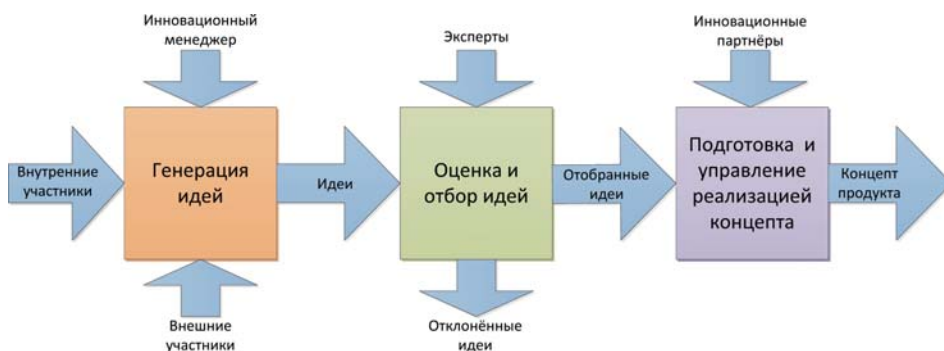 Инновационный
менеджер
Эксперты
Инновационные
партнёры
Внутренние
участники
Генерация
идей
Идеи
Оценка и
отбор идей
Отобранные
идеи
Подготовка и
управление
реализацией
концепта
Концепт
продукта
Внешние
участники
Отклонённые
идеи